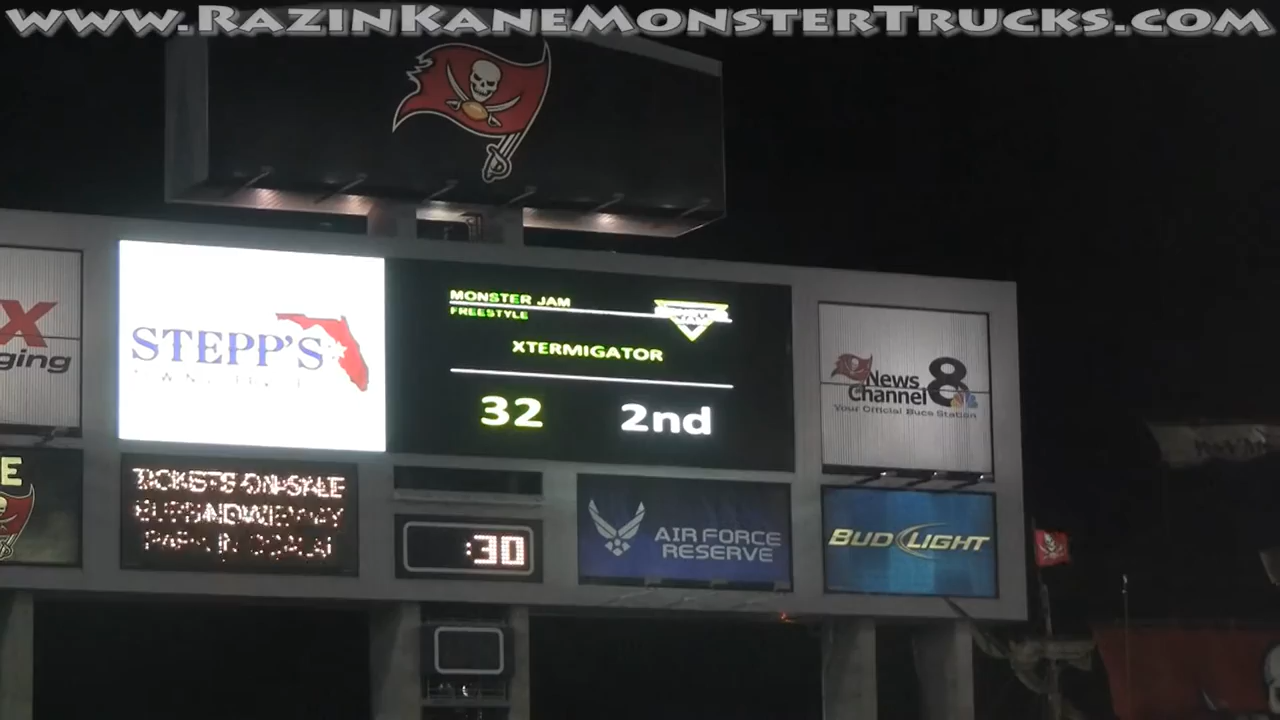 www.RazinKaneMonsterTrucks.com
X
ging
STEPP'S
MONSTER JAM
FREESTYLE
XTERMIGATOR
32 2nd
News
Channel 8
Your Official Bucs Station
E
TICKETS ON SALE
:30
AIR FORCE
RESERVE
BUD LIGHT